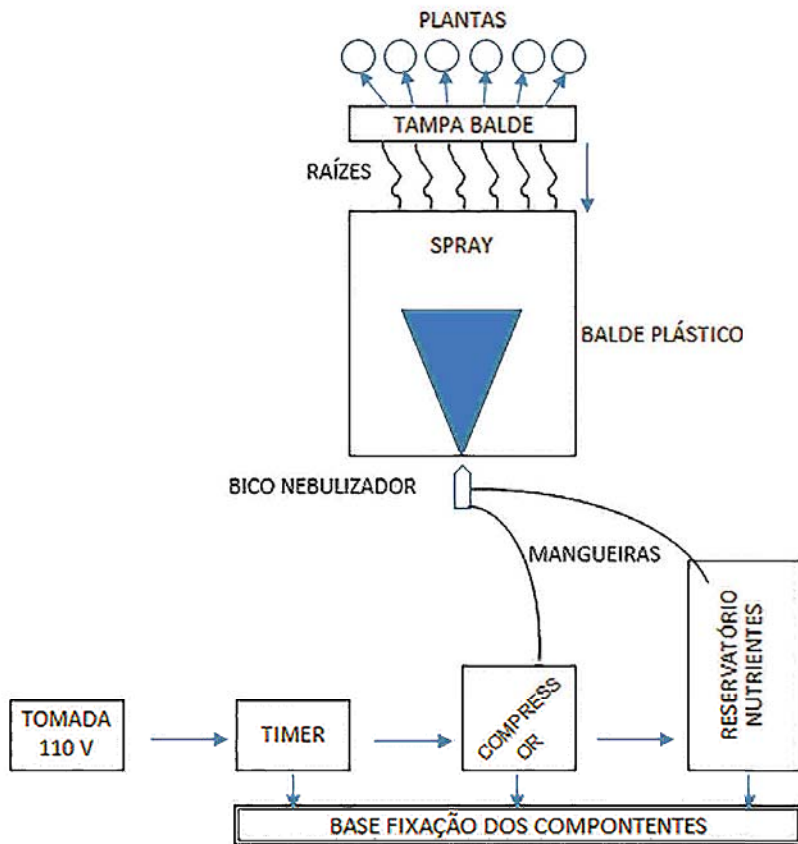 PLANTAS
TAMPA BALDE
RAÍZES
SPRAY
BALDE PLÁSTICO
BICO NEBULIZADOR
MANGUEIRAS
RESERVATÓRIO
NUTRIENTES
TOMADA
110 V
TIMER
COMPRESS
OR
BASE FIXAÇÃO DOS COMPTENTES